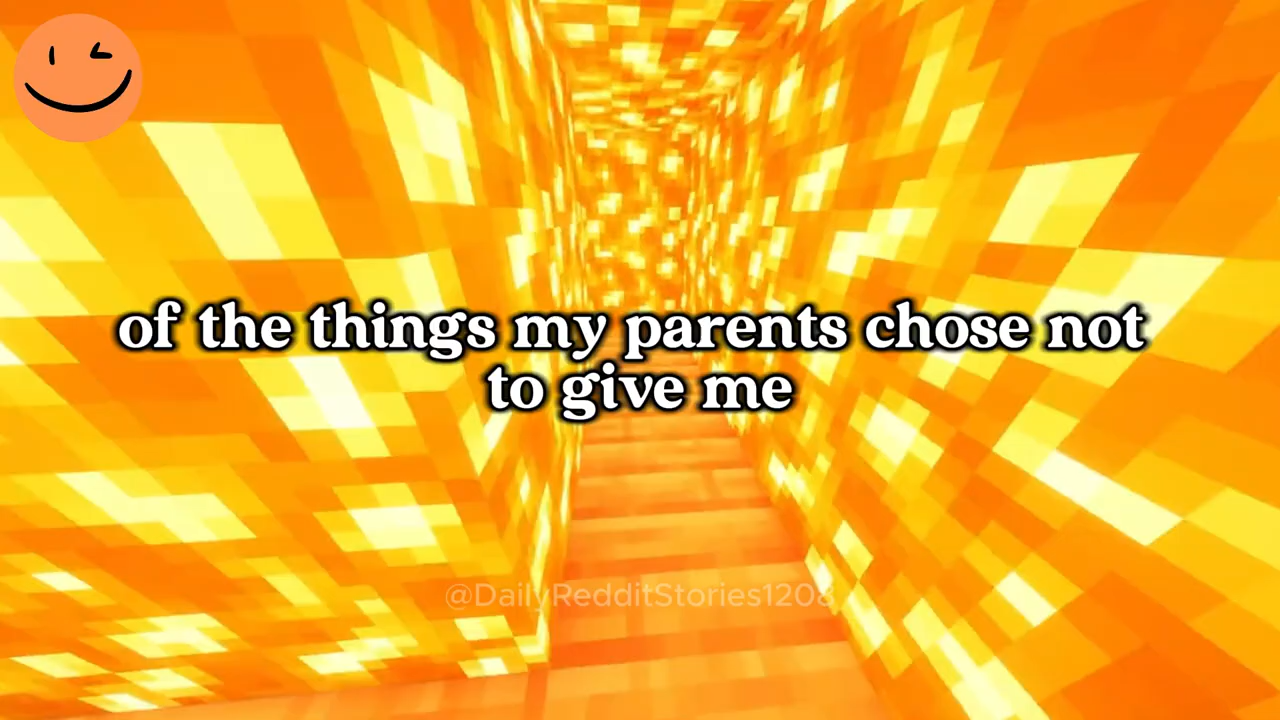 of the things my parents chose not
to give me
@DailyRedditStories1208